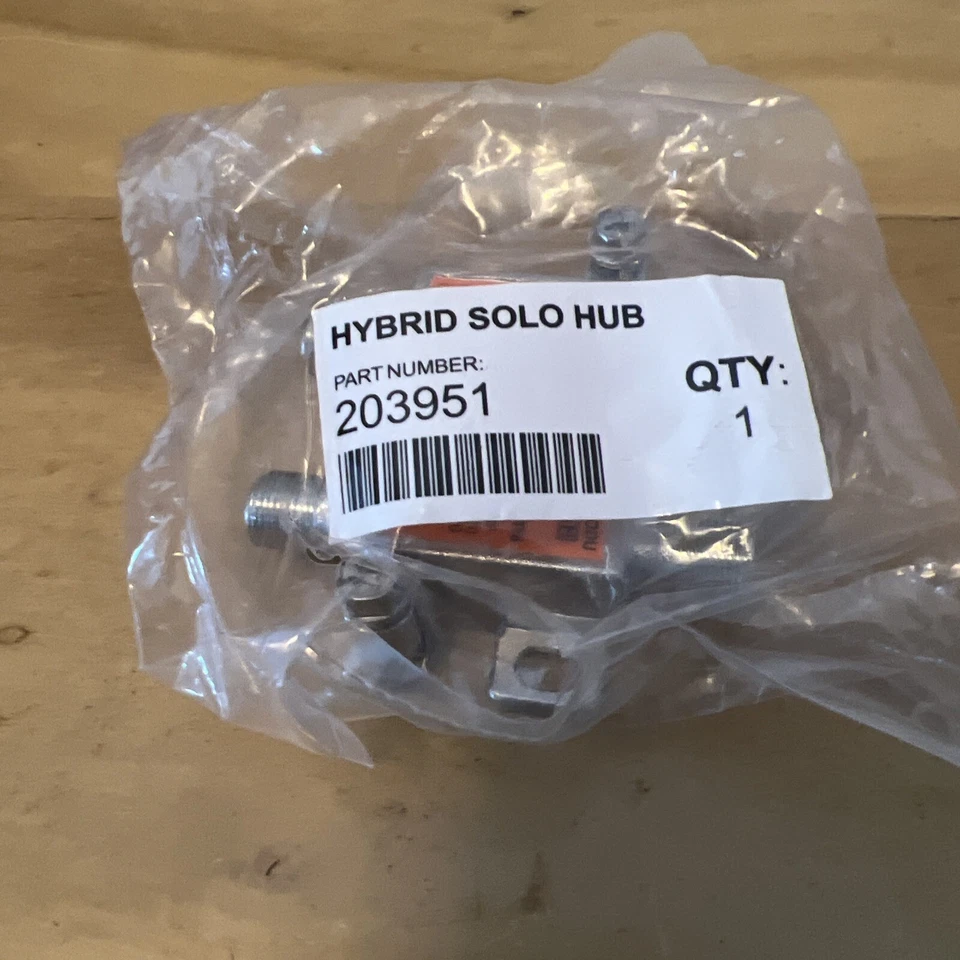 HYBRID SOLO HUB
PART NUMBER:
203951
QTY:
1